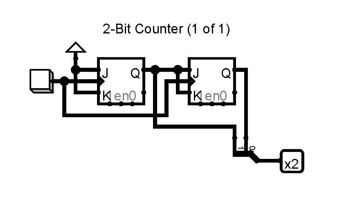 2-Bit Counter (1 of 1)
J Q
K en0
J Q
K en0
x2